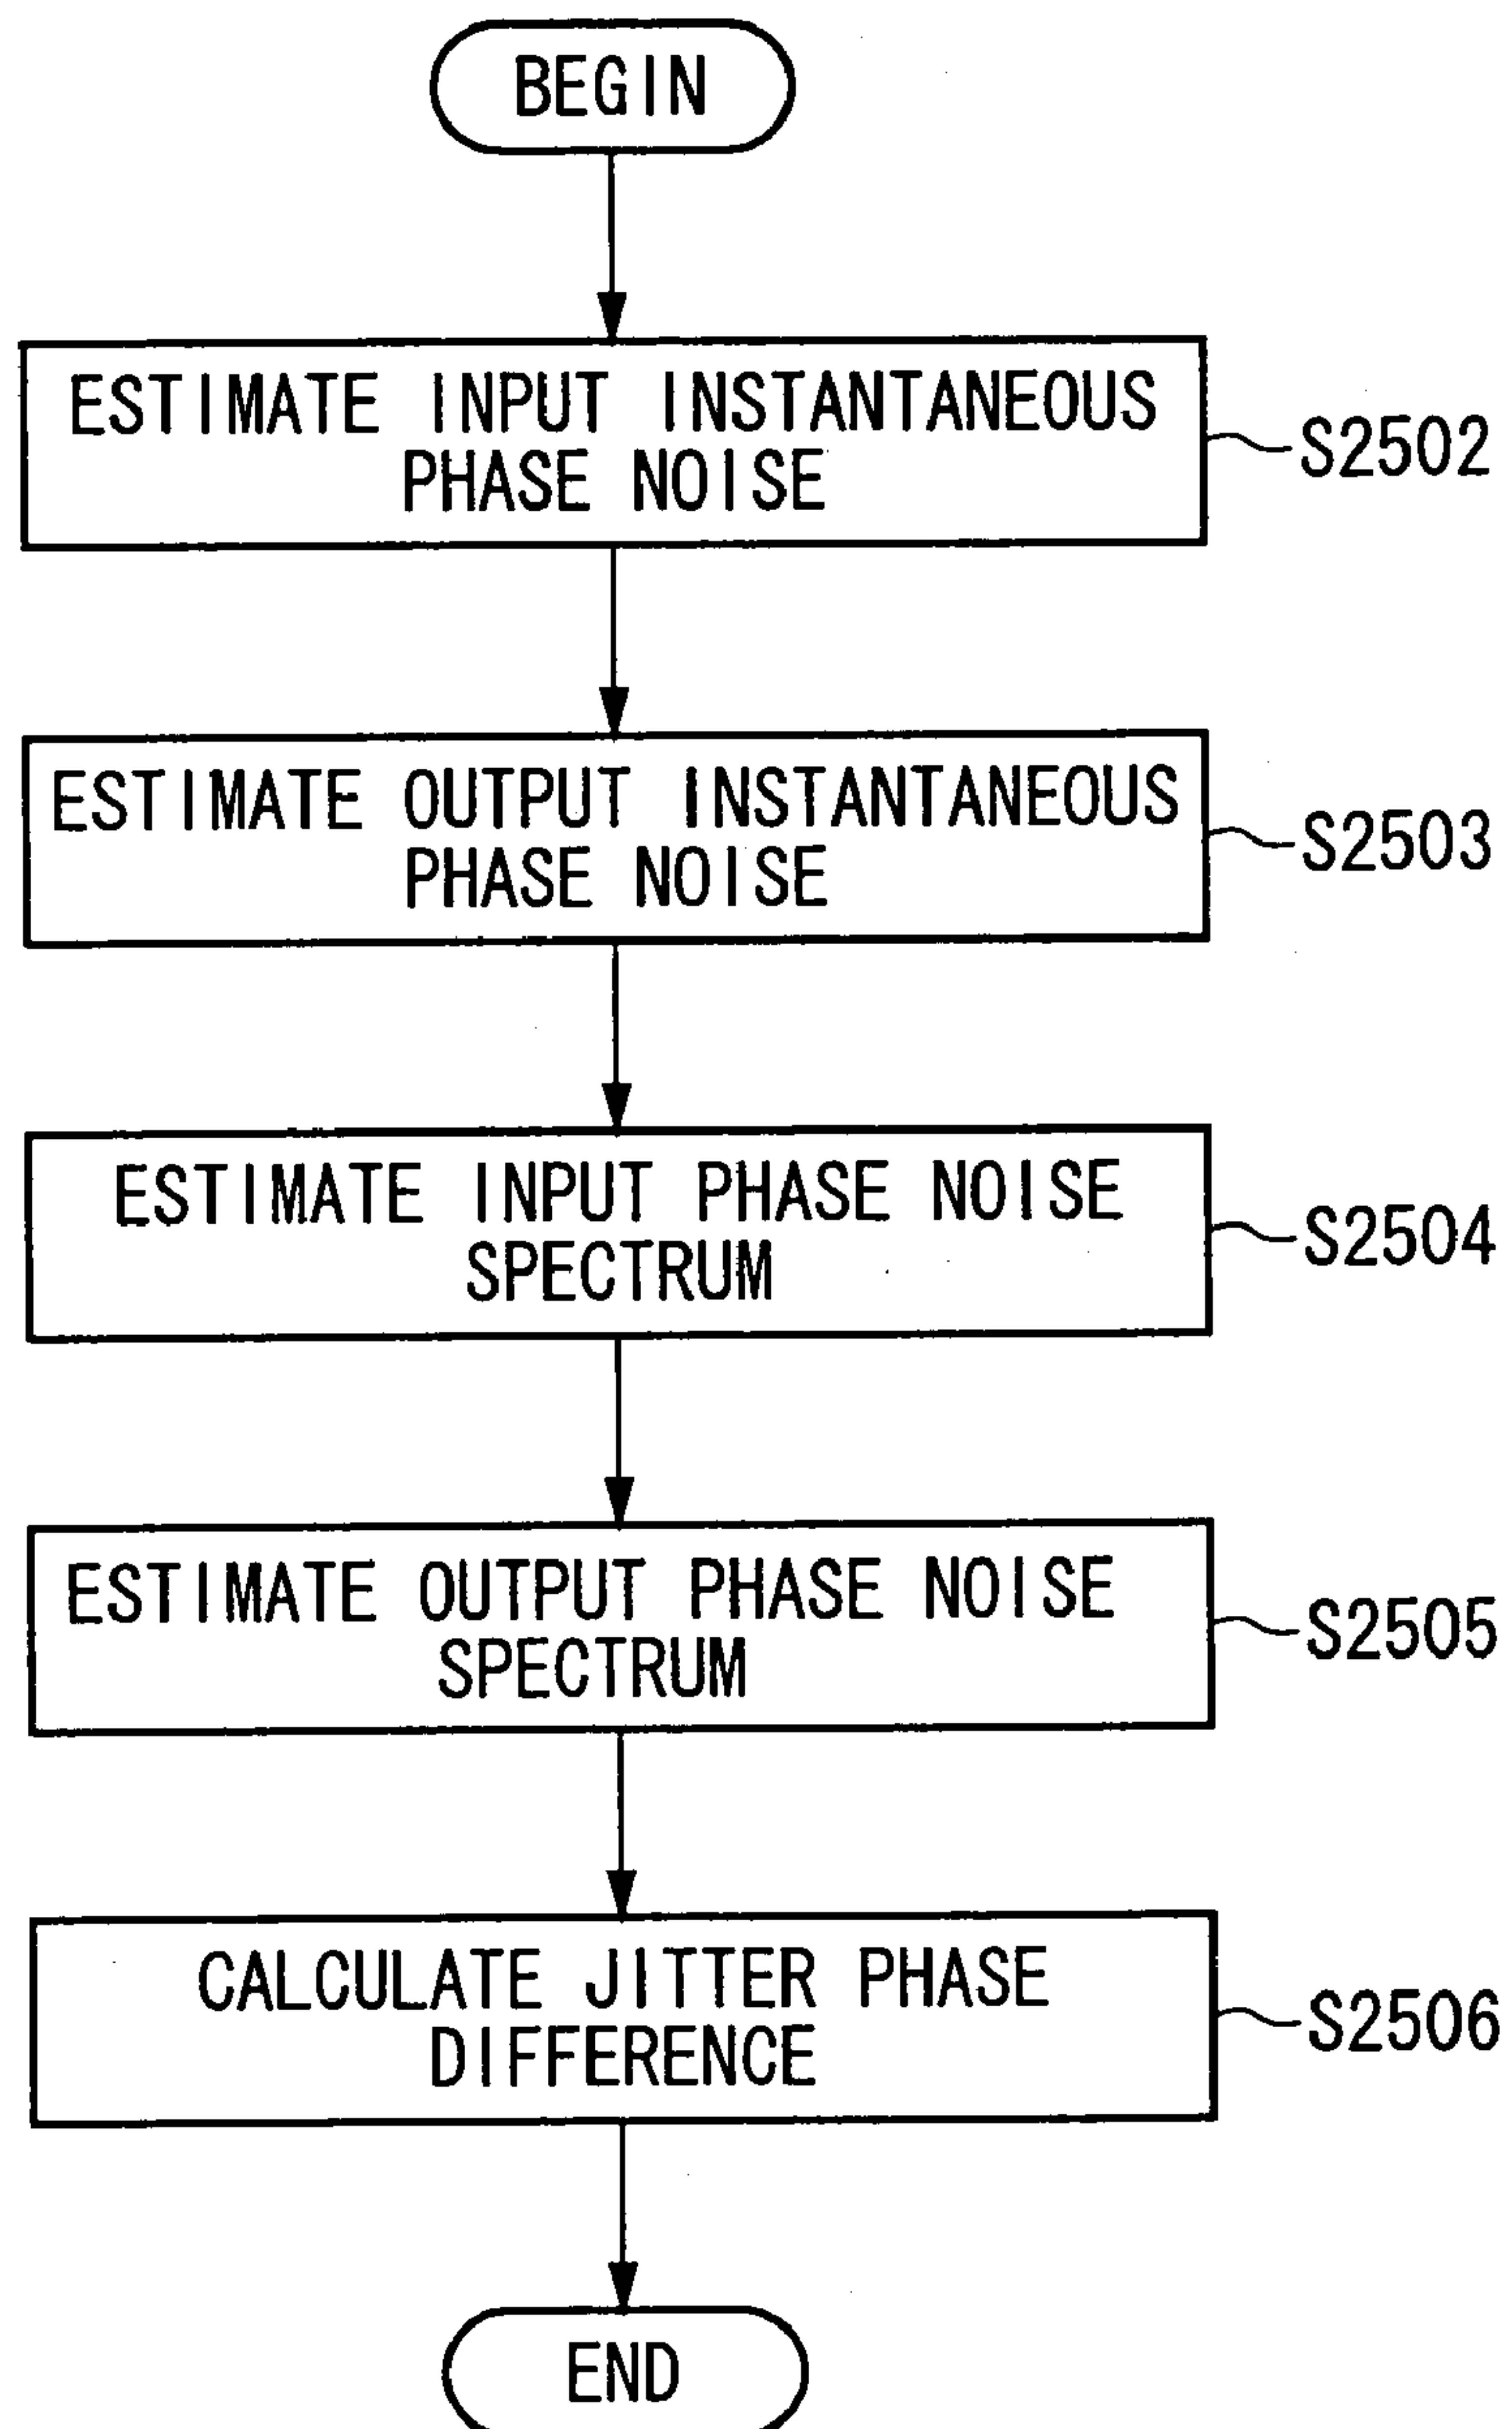 BEGIN
ESTIMATE INPUT INSTANTANEOUS
PHASE NOISE
S2502
ESTIMATE OUTPUT INSTANTANEOUS
PHASE NOISE
S2503
ESTIMATE INPUT PHASE NOISE
SPECTRUM
S2504
ESTIMATE OUTPUT PHASE NOISE
SPECTRUM
S2505
CALCULATE JITTER PHASE
DIFFERENCE
S2506
END